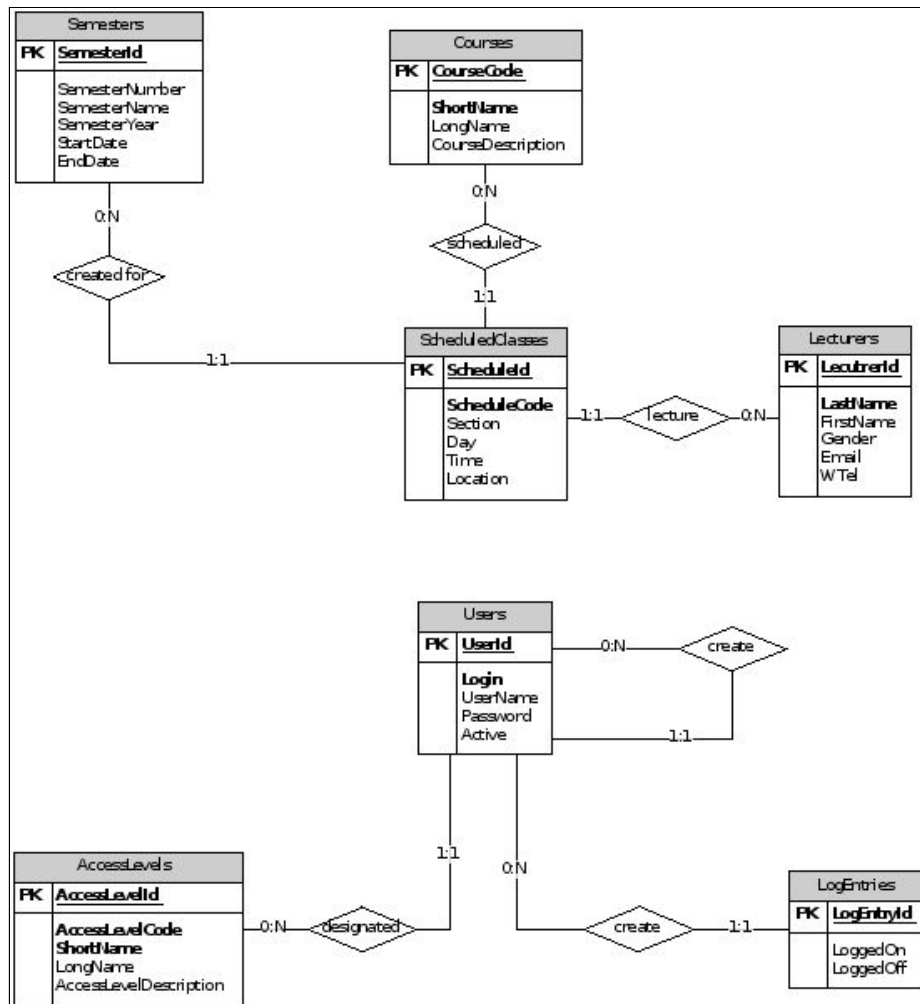 Semesters
PK SemesterId
SemesterNumber
SemesterName
SemesterYear
StartDate
EndDate
Courses
PK CourseCode
ShortName
LongName
CourseDescription
0:N
0:N
scheduled
created for
1:1
1:1
ScheduledClasses
PK ScheduleId
ScheduleCode
Section
Day
Time
Location
1:1
lecture
0:N
Lecturers
PK LecutrerId
LastName
FirstName
Gender
Email
WTel
Users
PK UserId
Login
UserName
Password
Active
0:N
create
1:1
1:1
0:N
AccessLevels
PK AccessLevelId
AccessLevelCode
ShortName
LongName
AccessLevelDescription
0:N
designated
create
1:1
LogEntries
PK LogEntryId
LoggedOn
LoggedOff